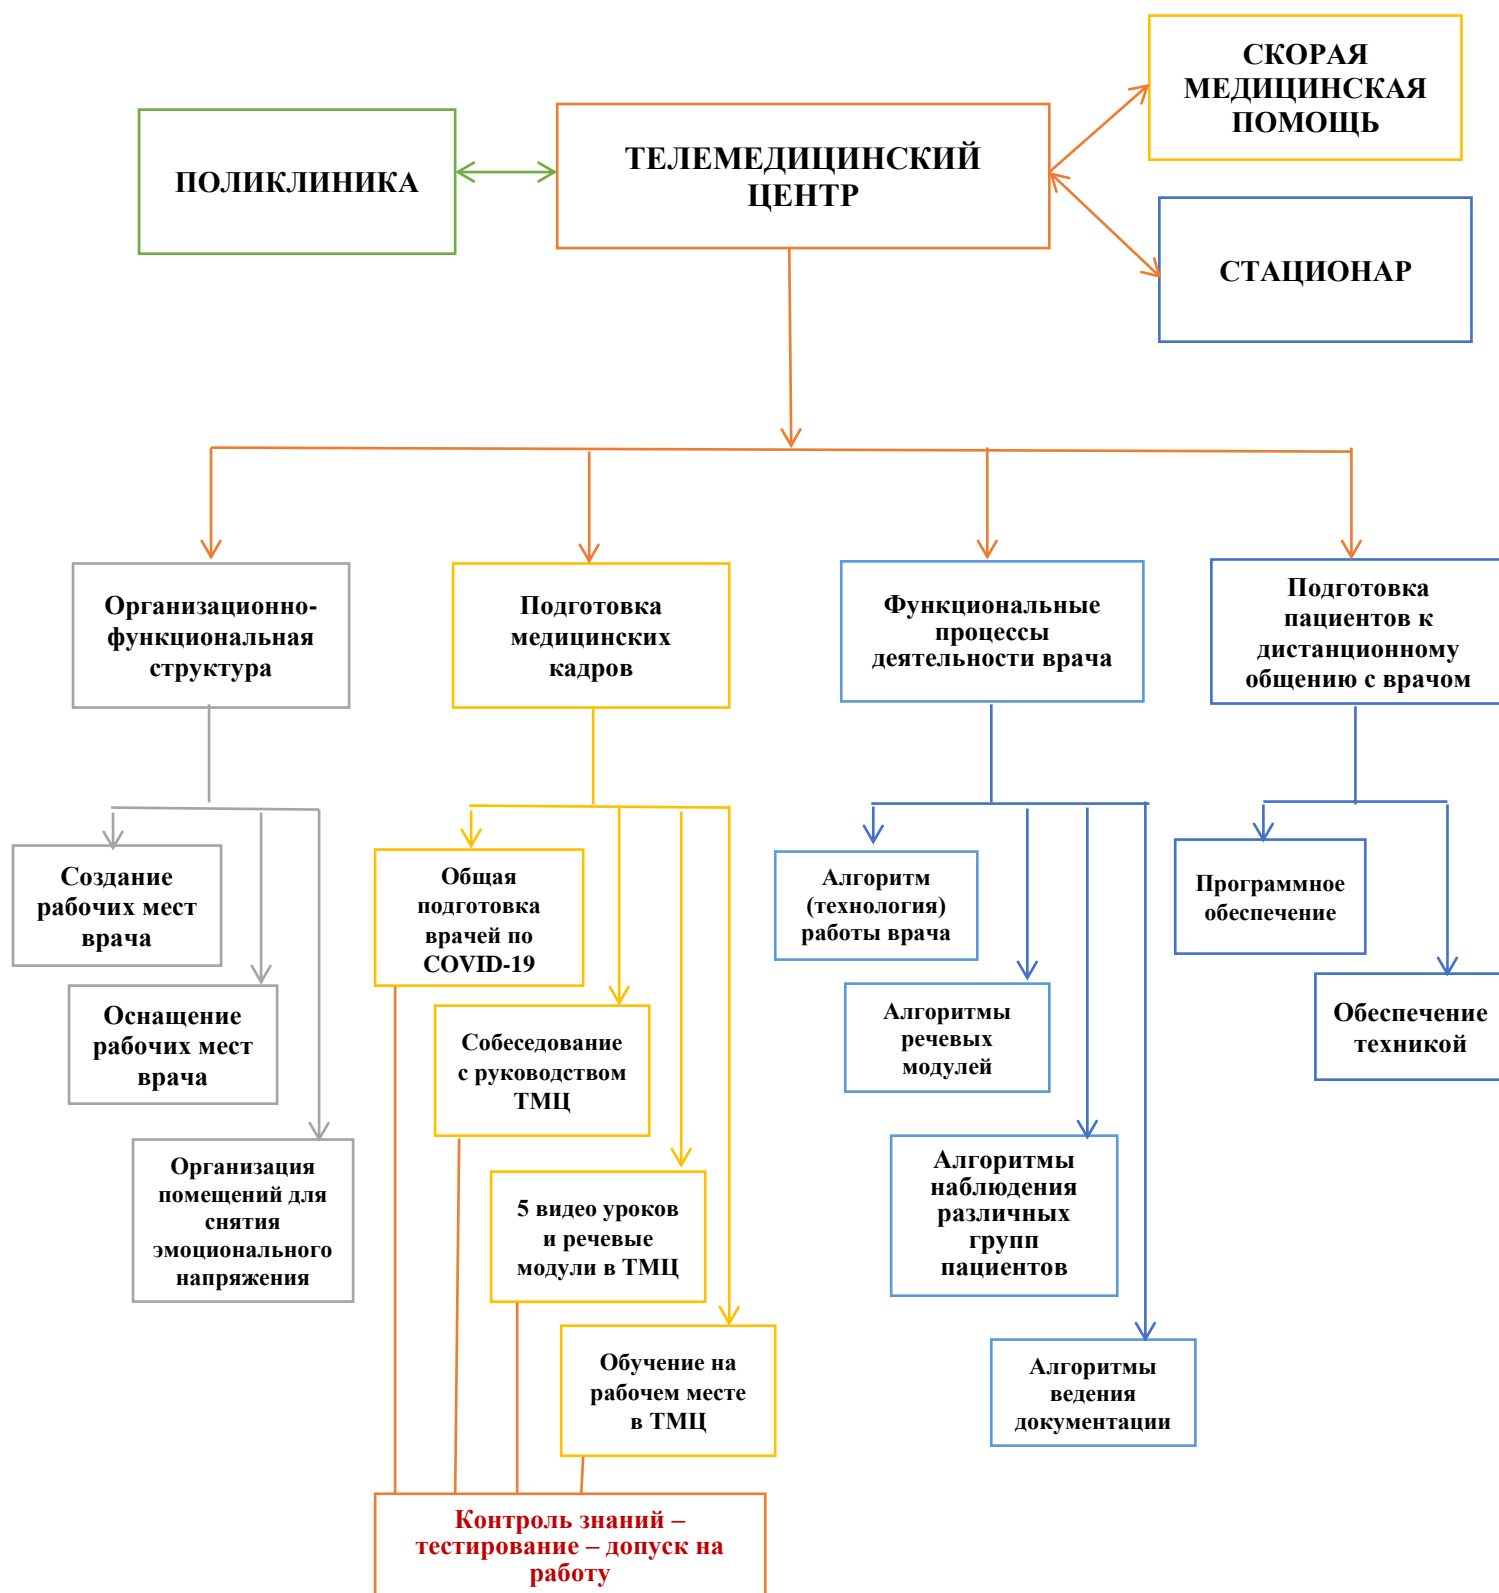 СКОРАЯ
МЕДИЦИНСКАЯ
ПОМОЩЬ
ПОЛИКЛИНИКА
ТЕЛЕМЕДИЦИНСКИЙ
ЦЕНТР
СТАЦИОНАР
Организационно-
функциональная
структура
Подготовка
медицинских
кадров
Функциональные
процессы
деятельности врача
Подготовка
пациентов к
дистанционному
общению с врачом
Создание
рабочих мест
врача
Оснащение
рабочих мест
врача
Организация
помещений для
снятия
эмоционального
напряжения
Общая
подготовка
врачей по
COVID-19
Собеседование
с руководством
ТМЦ
5 видео уроков
и речевые
модули в ТМЦ
Обучение на
рабочем месте
в ТМЦ
Контроль знаний –
тестирование – допуск на
работу
Алгоритм
(технология)
работы врача
Алгоритмы
речевых
модулей
Алгоритмы
наблюдения
различных
групп
пациентов
Алгоритмы
ведения
документации
Программное
обеспечение
Обеспечение
техникой